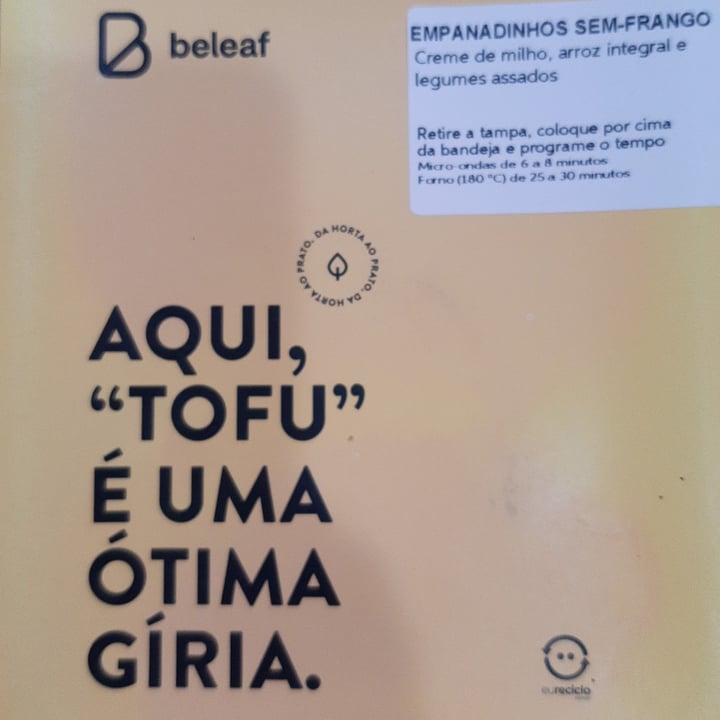 beleaf
EMPANADINHOS SEM-FRANGO
Creme de milho, arroz integral e
legumes assados
Retire a tampa, coloque por cima
da bandeja e programe o tempo
Micro-ondas de 6 a 8 minutos
Forno (180 °C) de 25 a 30 minutos
DA HORTA AO PRATO. DA HORTA AO PRATO.
AQUI,
“TOFU”
É UMA
ÓTIMA
GÍRIA.
eureciclo